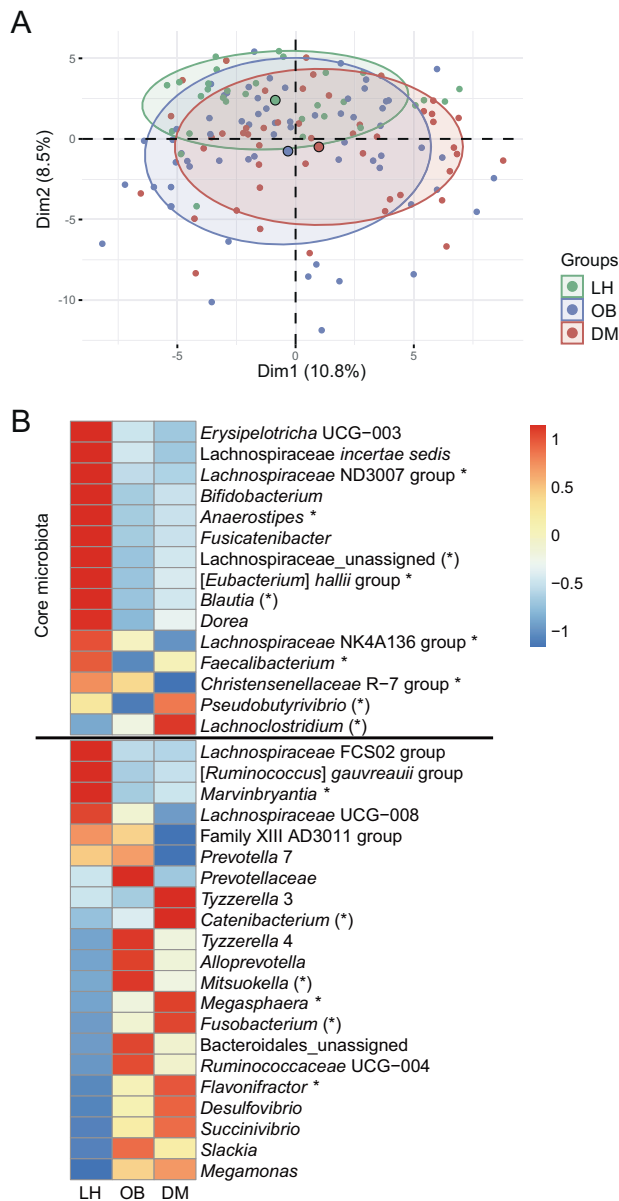 A
5
0
-5
-10
Dim2 (8.5%)
-5
0
5
Dim1 (10.8%)
Groups
LH
OB
DM
B
Core microbiota
Erysipelotricha UCG−003
Lachnospiraceae incertae sedis
Lachnospiraceae ND3007 group *
Bifidobacterium
Anaerostipes *
Fusicatenibacter
Lachnospiraceae_unassigned (*)
[Eubacterium] hallii group *
Blautia (*)
Dorea
Lachnospiraceae NK4A136 group *
Faecalibacterium *
Christensenellaceae R−7 group *
Pseudobutyrivibrio (*)
Lachnoclostridium (*)
Lachnospiraceae FCS02 group
[Ruminococcus] gauvreauii group
Marvinbryantia *
Lachnospiraceae UCG−008
Family XIII AD3011 group
Prevotella 7
Prevotellaceae
Tyzzerella 3
Catenibacterium (*)
Tyzzerella 4
Alloprevotella
Mitsuokella (*)
Megasphaera *
Fusobacterium (*)
Bacteroidales_unassigned
Ruminococcaceae UCG−004
Flavonifractor *
Desulfovibrio
Succinivibrio
Slackia
Megamonas
LH OB DM
1
0.5
0
−0.5
−1